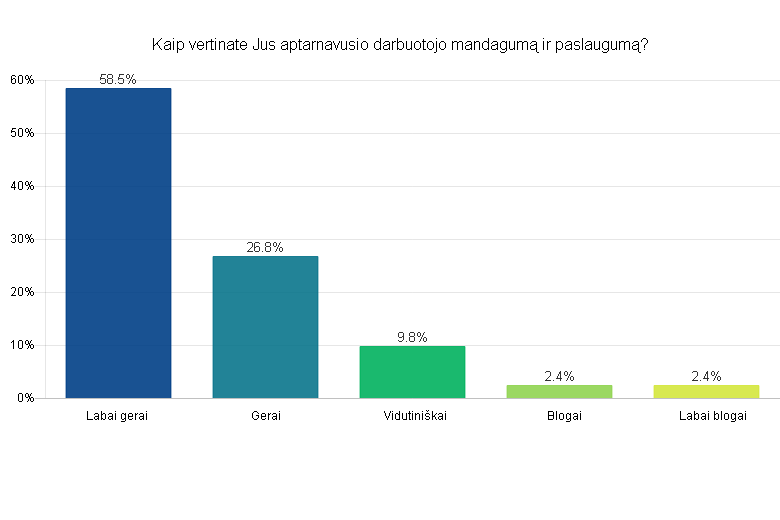 Kaip vertinate Jus aptarnavusio darbuotojo mandagumą ir paslaugumą?
60%
58.5%
50%
40%
30%
26.8%
20%
10%
9.8%
2.4%
2.4%
0%
Labai gerai
Gerai
Vidutiniškai
Blogai
Labai blogai